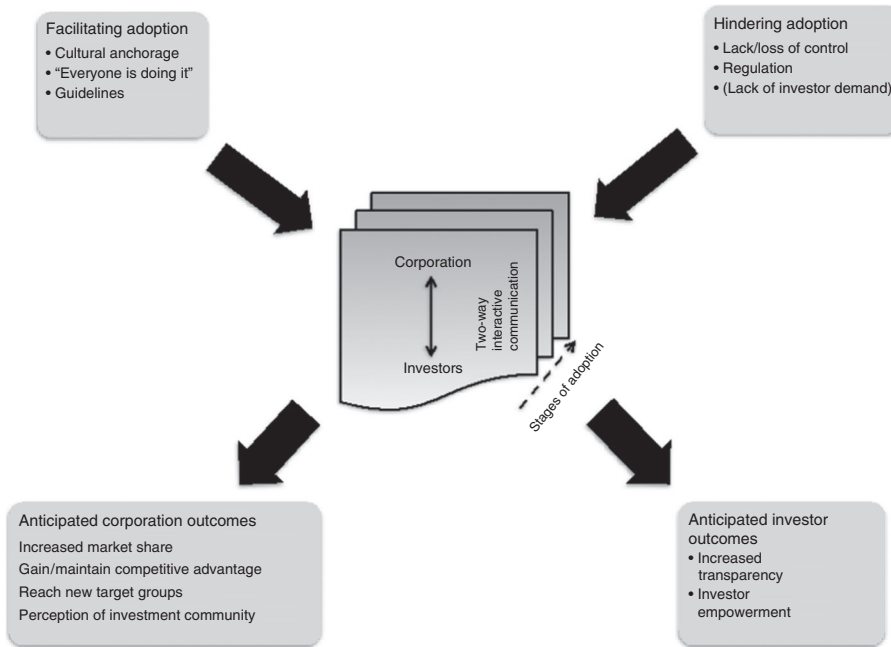 Facilitating adoption
• Cultural anchorage
• “Everyone is doing it”
• Guidelines
Hindering adoption
• Lack/loss of control
• Regulation
• (Lack of investor demand)
Corporation
Two-way
interactive
communication
Investors
Stages of adoption
Anticipated corporation outcomes
Increased market share
Gain/maintain competitive advantage
Reach new target groups
Perception of investment community
Anticipated investor
outcomes
• Increased
transparency
• Investor
empowerment